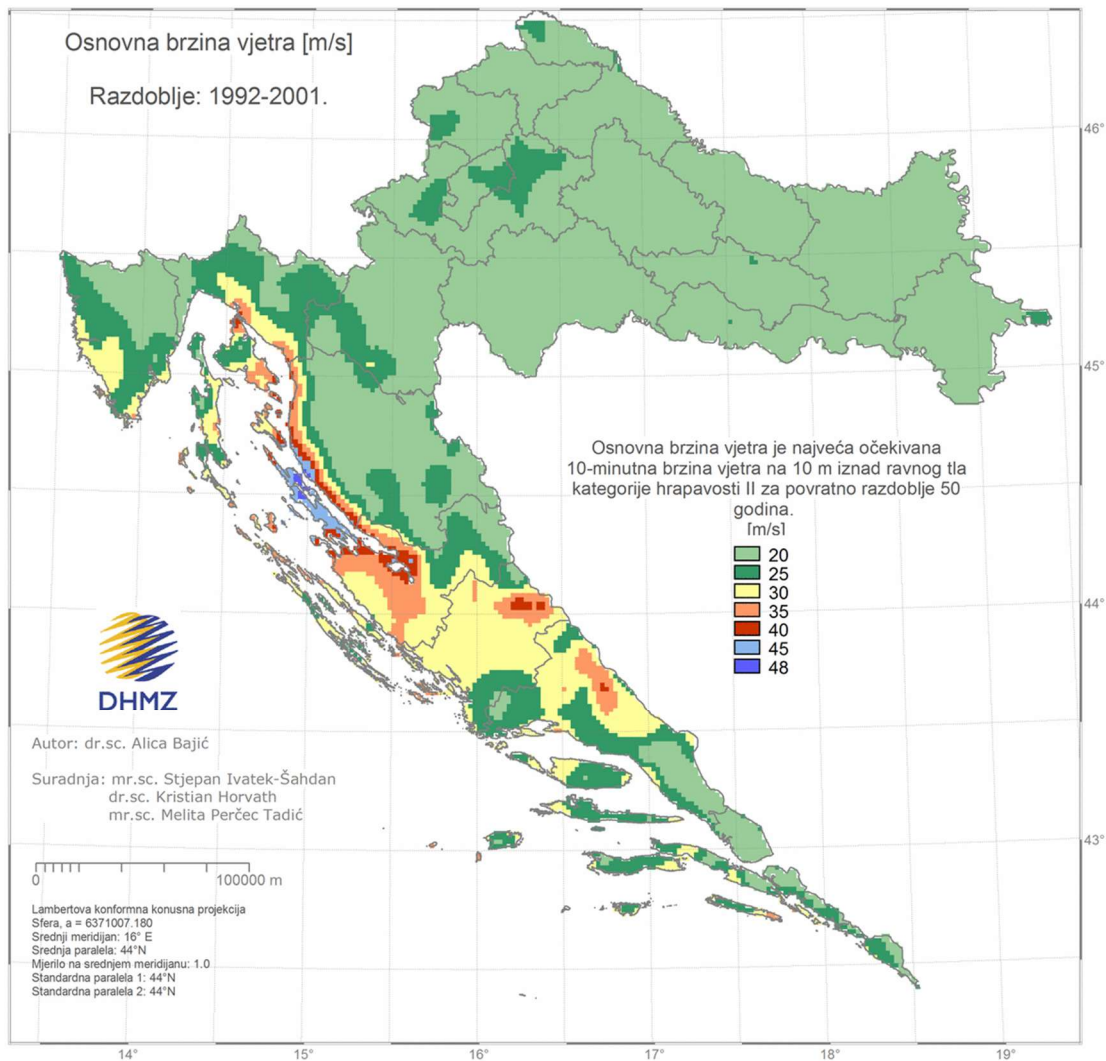 Osnovna brzina vjetra [m/s]
Razdoblje: 1992-2001.
46°
45°
Osnovna brzina vjetra je najveća očekivana
10-minutna brzina vjetra na 10 m iznad ravnog tla
kategorije hrapavosti II za povratno razdoblje 50
godina.
[m/s]
20
25
30
35
40
45
48
44°
DHMZ
Autor: dr.sc. Alica Bajić
Suradnja: mr.sc. Stjepan Ivatek-Šahdan
dr.sc. Kristian Horvath
mr.sc. Melita Perčec Tadić
43°
0 100000 m
Lambertova konformna konusna projekcija
Sfera, a = 6371007.180
Srednji meridijan: 16° E
Srednja paralela: 44°N
Mjerilo na srednjem meridijanu: 1.0
Standardna paralela 1: 44°N
Standardna paralela 2: 44°N
14° 15° 16° 17° 18° 19°